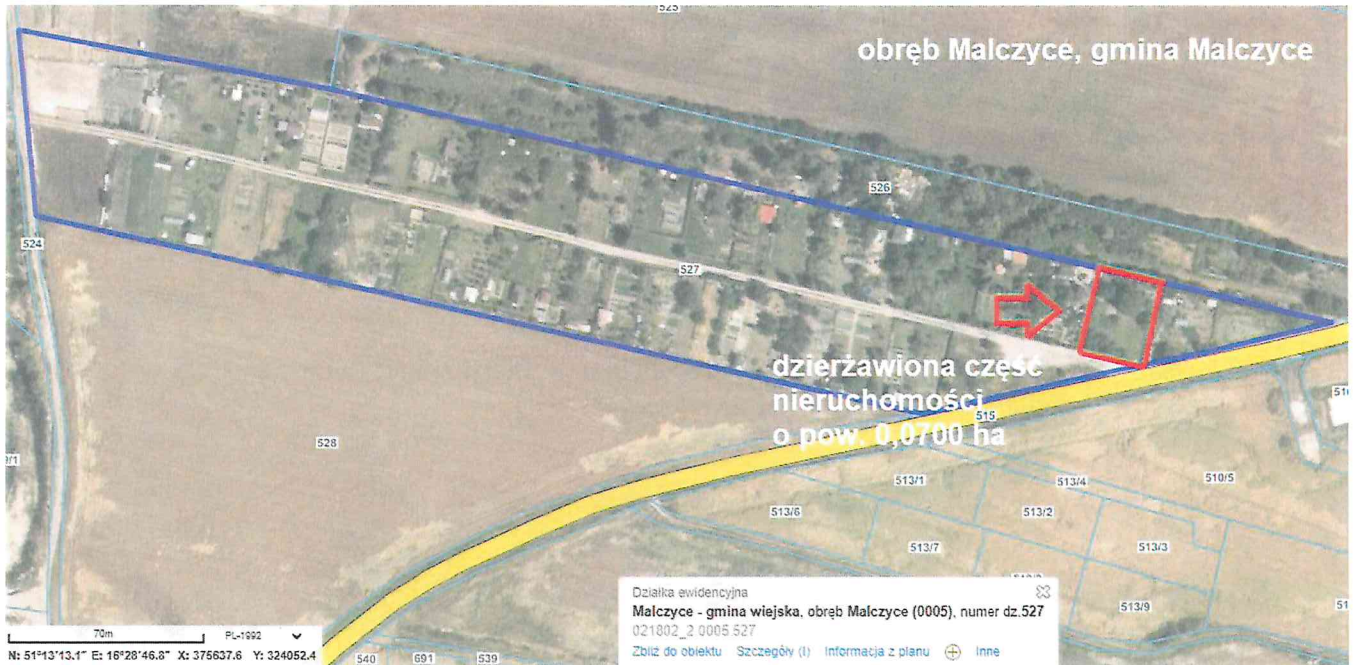 525
obręb Malczyce, gmina Malczyce
526
524
527
dzierżawiona część
nieruchomości
o pow. 0,0700 ha
515
528
513/1
513/4
510/5
513/6
513/2
513/7
513/3
513/9
Działka ewidencyjna
Malczyce - gmina wiejska, obręb Malczyce (0005), numer dz.527
021802_2.0005.527
Zbliż do obiektu Szczegóły (i) Informacja z planu Inne
70m PL-1992
N: 51°13'13.1" E: 16°28'46.8" X: 375637.6 Y: 324052.4
540 691 539